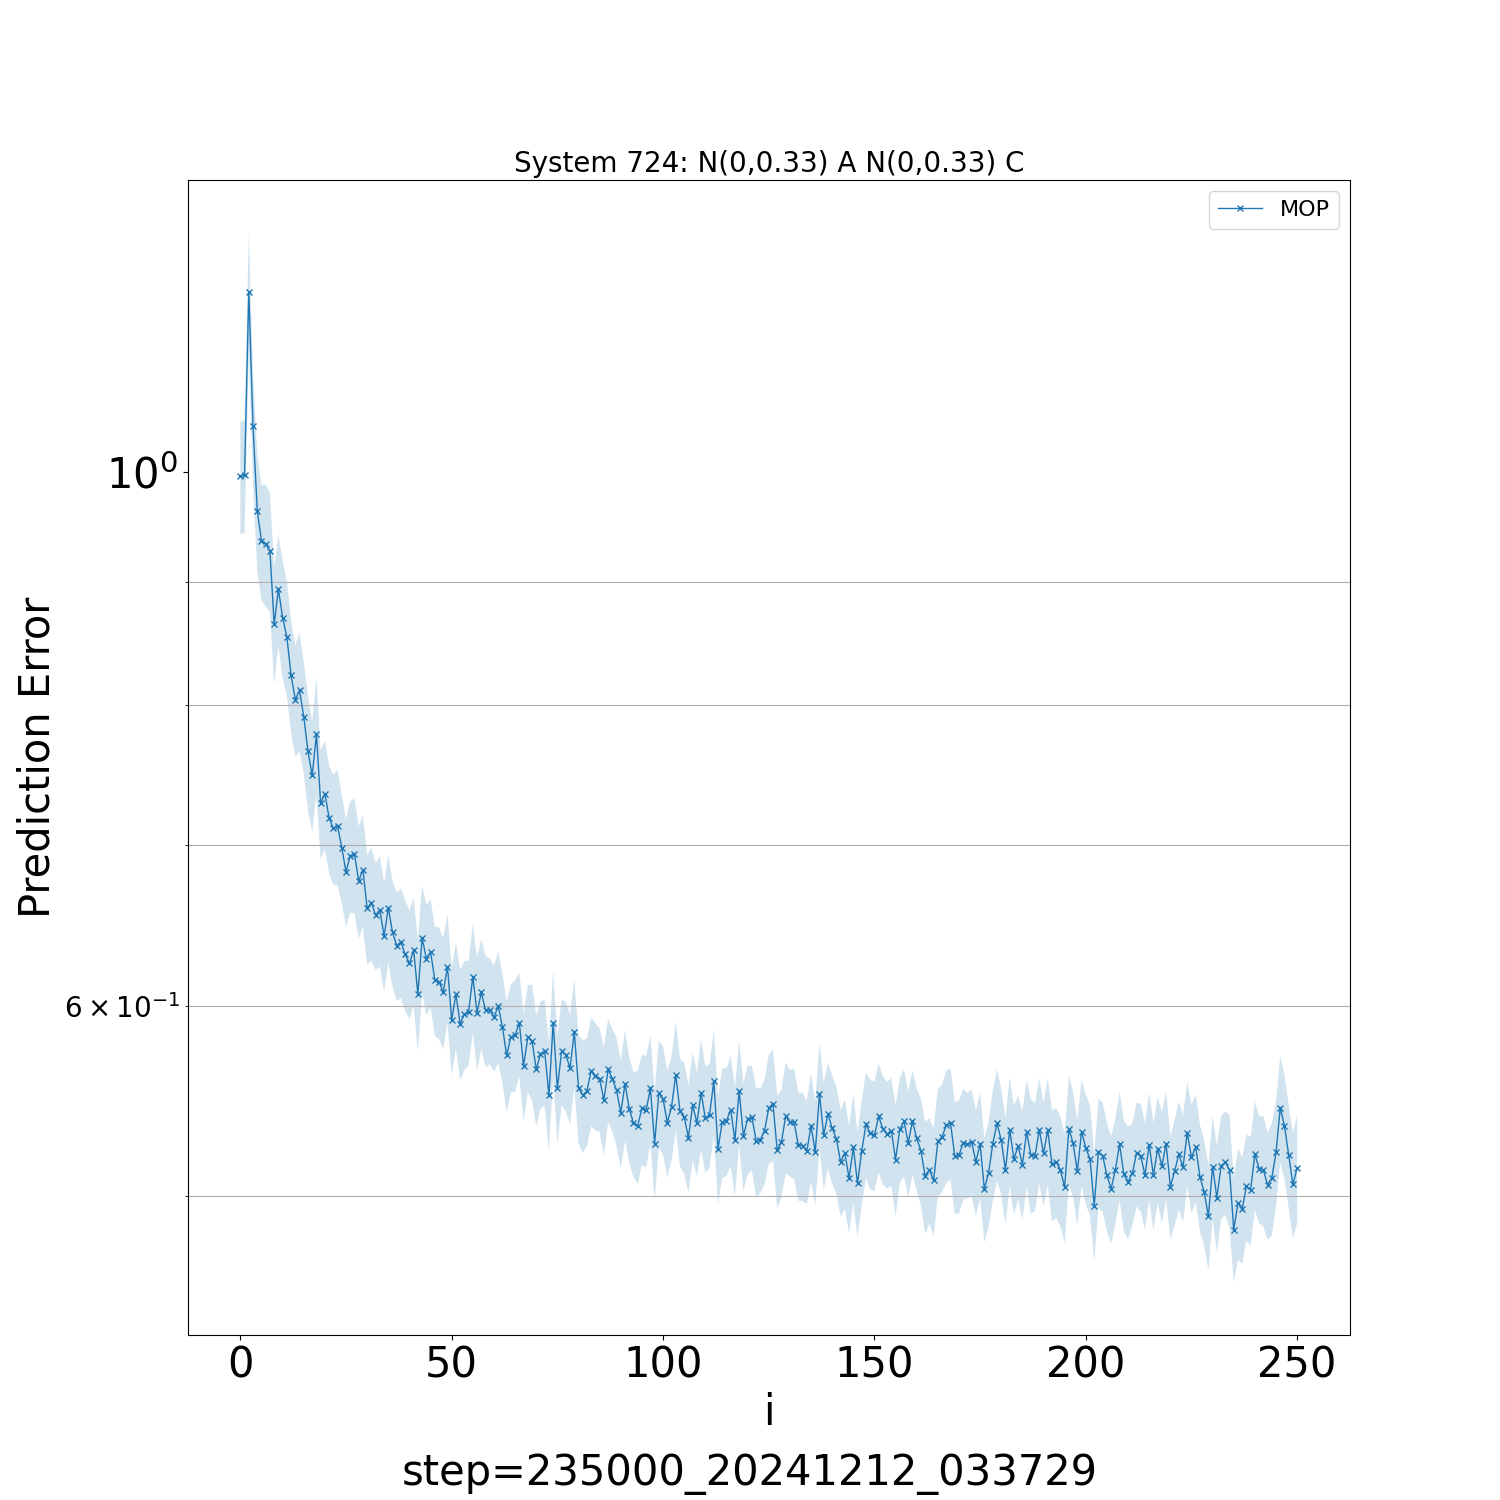 System 724: N(0,0.33) A N(0,0.33) C
MOP
10⁰
6 × 10⁻¹
Prediction Error
0 50 100 150 200 250
i
step=235000_20241212_033729